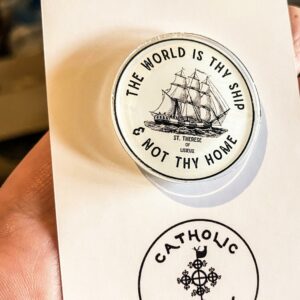 THE WORLD IS THY SHIP
& NOT THY HOME
ST. THERESE
OF
LISIEUX
CATHOLIC